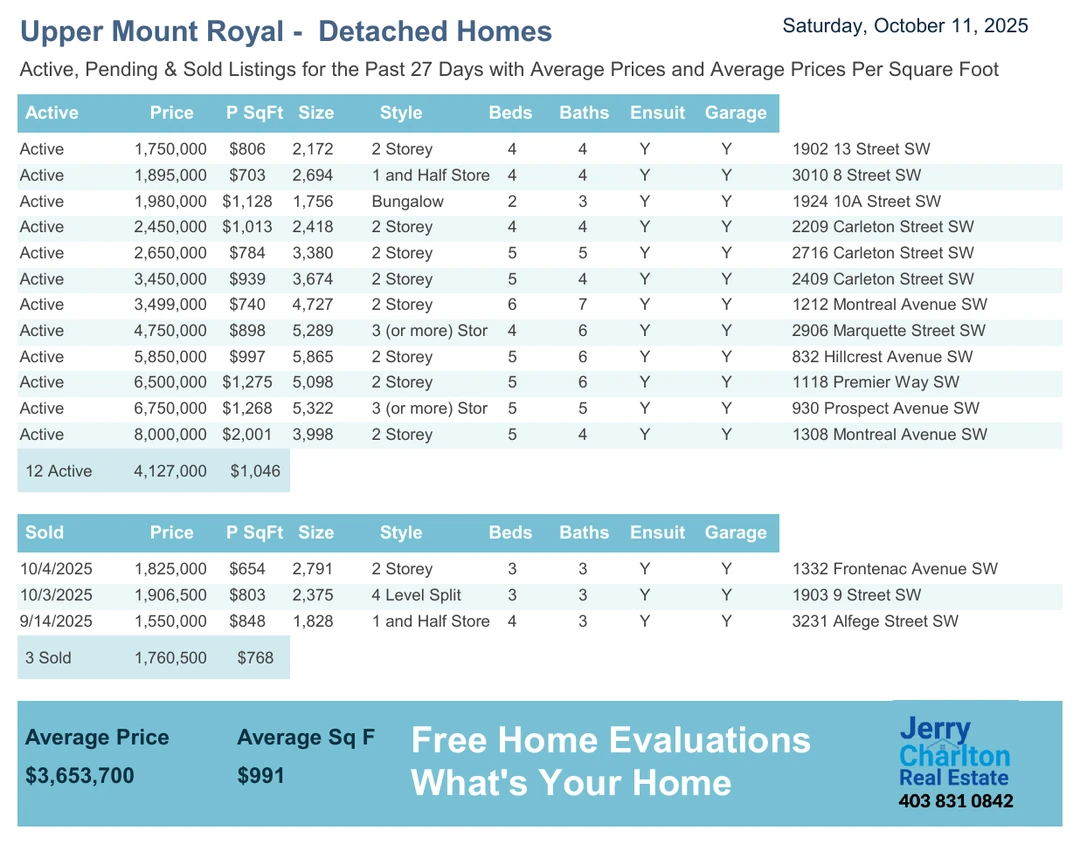 Upper Mount Royal - Detached Homes Saturday, October 11, 2025
Active, Pending & Sold Listings for the Past 27 Days with Average Prices and Average Prices Per Square Foot
Active Price P SqFt Size Style Beds Baths Ensuit Garage
Active 1,750,000 $806 2,172 2 Storey 4 4 Y Y 1902 13 Street SW
Active 1,895,000 $703 2,694 1 and Half Store 4 4 Y Y 3010 8 Street SW
Active 1,980,000 $1,128 1,756 Bungalow 2 3 Y Y 1924 10A Street SW
Active 2,450,000 $1,013 2,418 2 Storey 4 4 Y Y 2209 Carleton Street SW
Active 2,650,000 $784 3,380 2 Storey 5 5 Y Y 2716 Carleton Street SW
Active 3,450,000 $939 3,674 2 Storey 5 4 Y Y 2409 Carleton Street SW
Active 3,499,000 $740 4,727 2 Storey 6 7 Y Y 1212 Montreal Avenue SW
Active 4,750,000 $898 5,289 3 (or more) Stor 4 6 Y Y 2906 Marquette Street SW
Active 5,850,000 $997 5,865 2 Storey 5 6 Y Y 832 Hillcrest Avenue SW
Active 6,500,000 $1,275 5,098 2 Storey 5 6 Y Y 1118 Premier Way SW
Active 6,750,000 $1,268 5,322 3 (or more) Stor 5 5 Y Y 930 Prospect Avenue SW
Active 8,000,000 $2,001 3,998 2 Storey 5 4 Y Y 1308 Montreal Avenue SW
12 Active 4,127,000 $1,046
Sold Price P SqFt Size Style Beds Baths Ensuit Garage
10/4/2025 1,825,000 $654 2,791 2 Storey 3 3 Y Y 1332 Frontenac Avenue SW
10/3/2025 1,906,500 $803 2,375 4 Level Split 3 3 Y Y 1903 9 Street SW
9/14/2025 1,550,000 $848 1,828 1 and Half Store 4 3 Y Y 3231 Alfege Street SW
3 Sold 1,760,500 $768
Average Price Average Sq F
$3,653,700 $991
Free Home Evaluations
What's Your Home
Jerry
Charlton
Real Estate
403 831 0842